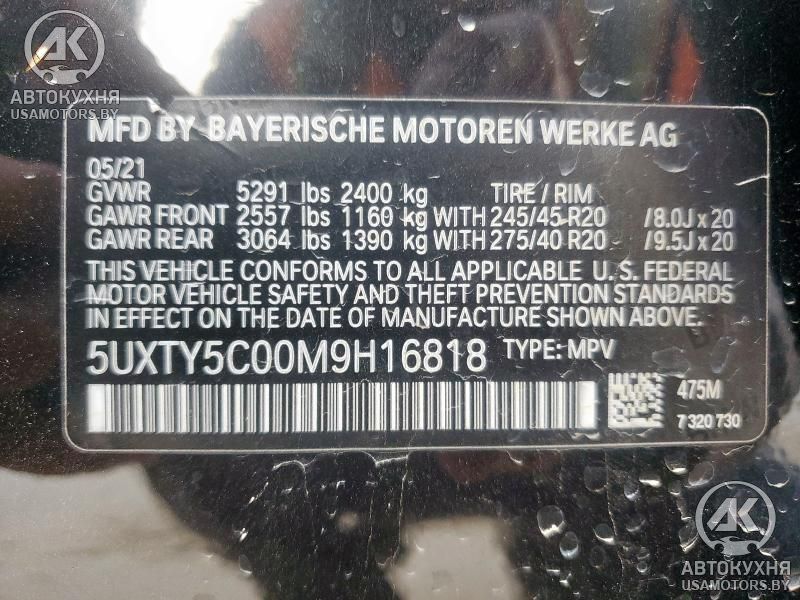 АК
АВТОКУХНЯ
USAMOTORS.BY
MFD BY BAYERISCHE MOTOREN WERKE AG
05/21
GVWR 5291 lbs 2400 kg TIRE / RIM
GAWR FRONT 2557 lbs 1160 kg WITH 245/45 R20 /8.0J x 20
GAWR REAR 3064 lbs 1390 kg WITH 275/40 R20 /9.5J x 20
THIS VEHICLE CONFORMS TO ALL APPLICABLE U. S. FEDERAL
MOTOR VEHICLE SAFETY AND THEFT PREVENTION STANDARDS
IN EFFECT ON THE DATE OF MANUFACTURE SHOWN ABOVE.
5UXTY5C00M9H16818 TYPE: MPV
475M
7 320 730
АК
АВТОКУХНЯ
USAMOTORS.BY